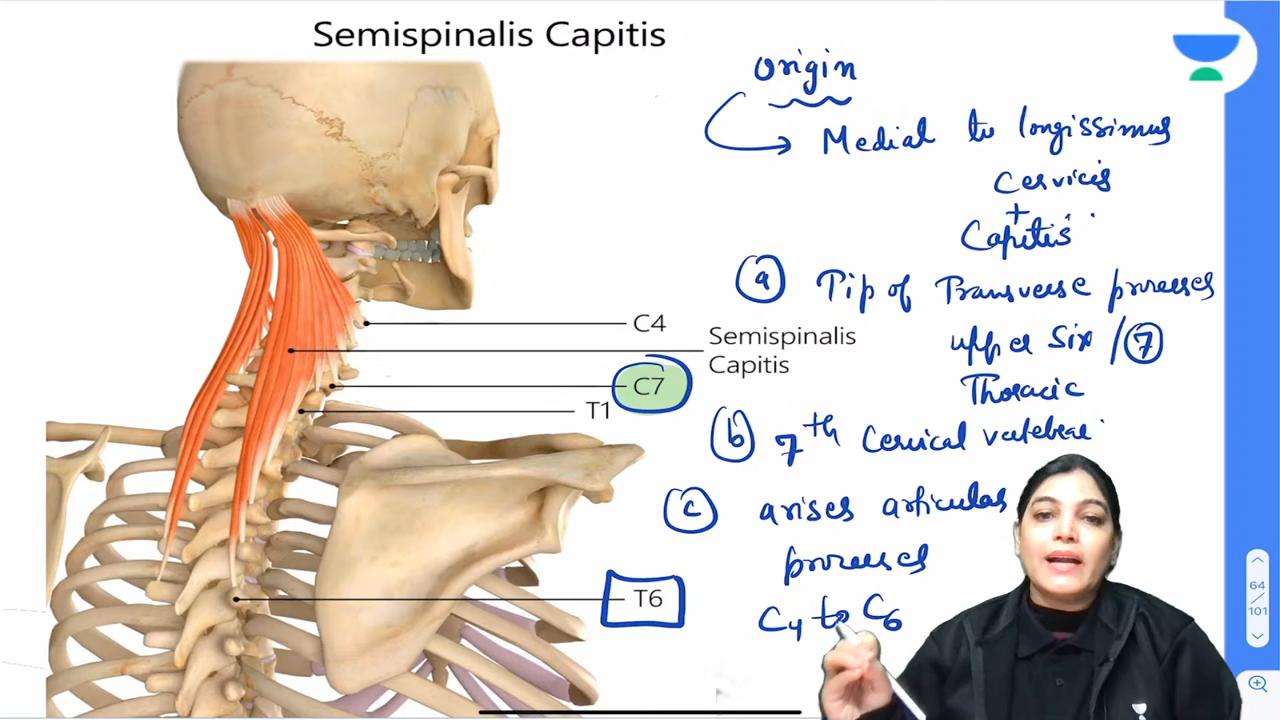 Semispinalis Capitis
Origin
Medial to longissimus
Cervicis
+
Capitis
a Tip of Transverse processes
upper Six / 7
Thoracic
b 7th Cervical vertebrae
c arises articular
processes
C4 to C6
C4
Semispinalis
Capitis
C7
T1
T6
64
/
101